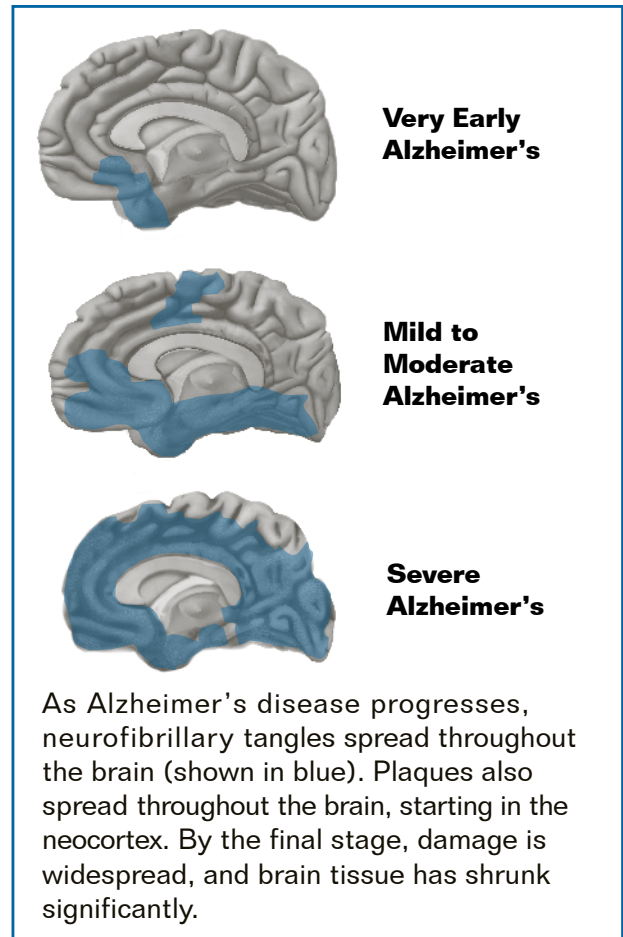 Very Early
Alzheimer’s
Mild to
Moderate
Alzheimer’s
Severe
Alzheimer’s
As Alzheimer’s disease progresses,
neurofibrillary tangles spread throughout
the brain (shown in blue). Plaques also
spread throughout the brain, starting in the
neocortex. By the final stage, damage is
widespread, and brain tissue has shrunk
significantly.